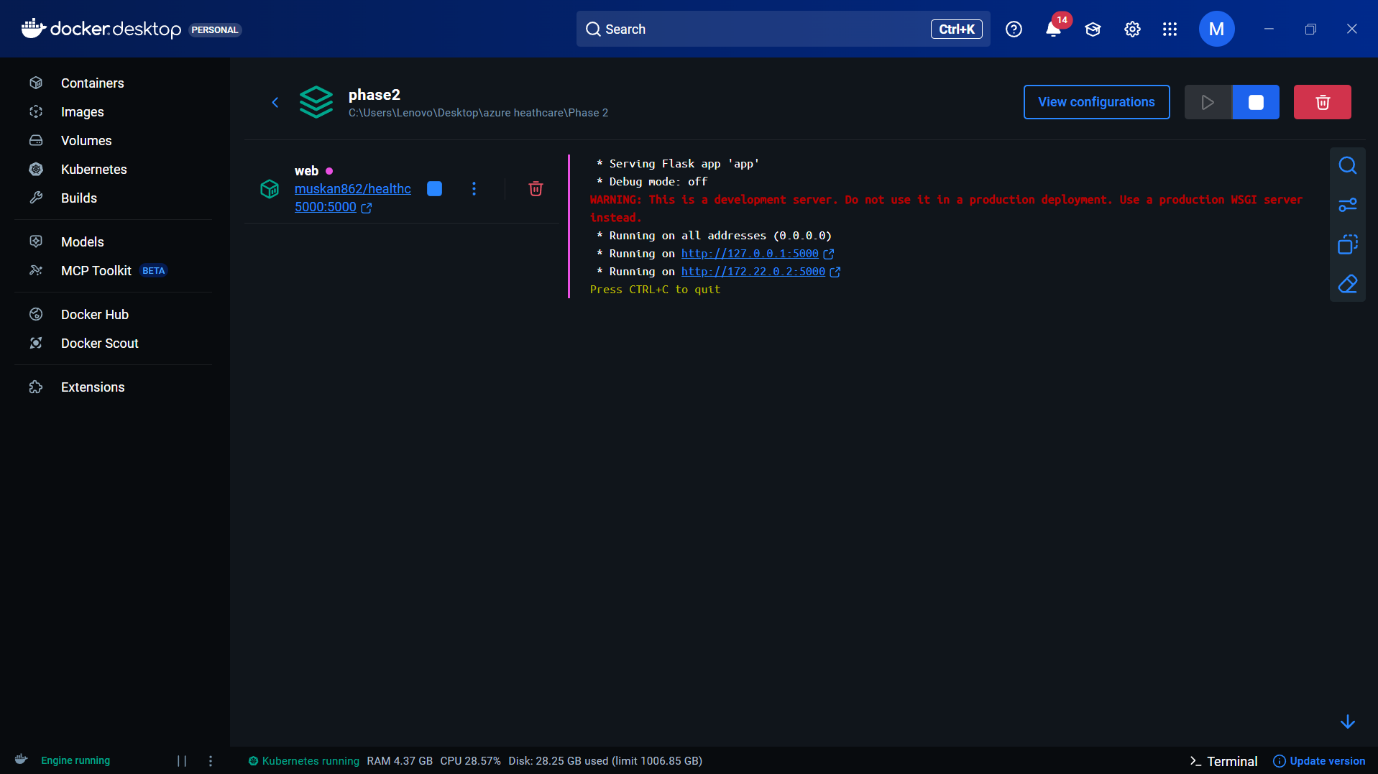 docker desktop PERSONAL
Search
Ctrl+K
14
M
Containers
Images
Volumes
Kubernetes
Builds
Models
MCP Toolkit BETA
Docker Hub
Docker Scout
Extensions
phase2
C:\Users\Lenovo\Desktop\azure heathcare\Phase 2
View configurations
web
muskan862/healthc
5000:5000
* Serving Flask app 'app'
* Debug mode: off
WARNING: This is a development server. Do not use it in a production deployment. Use a production WSGI server
instead.
* Running on all addresses (0.0.0.0)
* Running on http://127.0.0.1:5000
* Running on http://172.22.0.2:5000
Press CTRL+C to quit
Engine running
Kubernetes running RAM 4.37 GB CPU 28.57% Disk: 28.25 GB used (limit 1006.85 GB)
Terminal
Update version